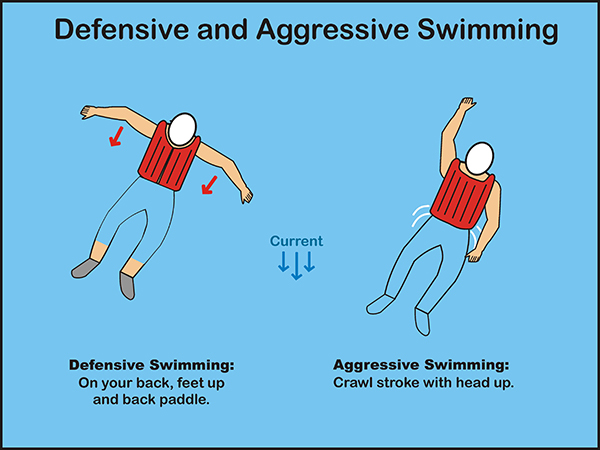 Defensive and Aggressive Swimming
Current
Defensive Swimming:
On your back, feet up
and back paddle.
Aggressive Swimming:
Crawl stroke with head up.